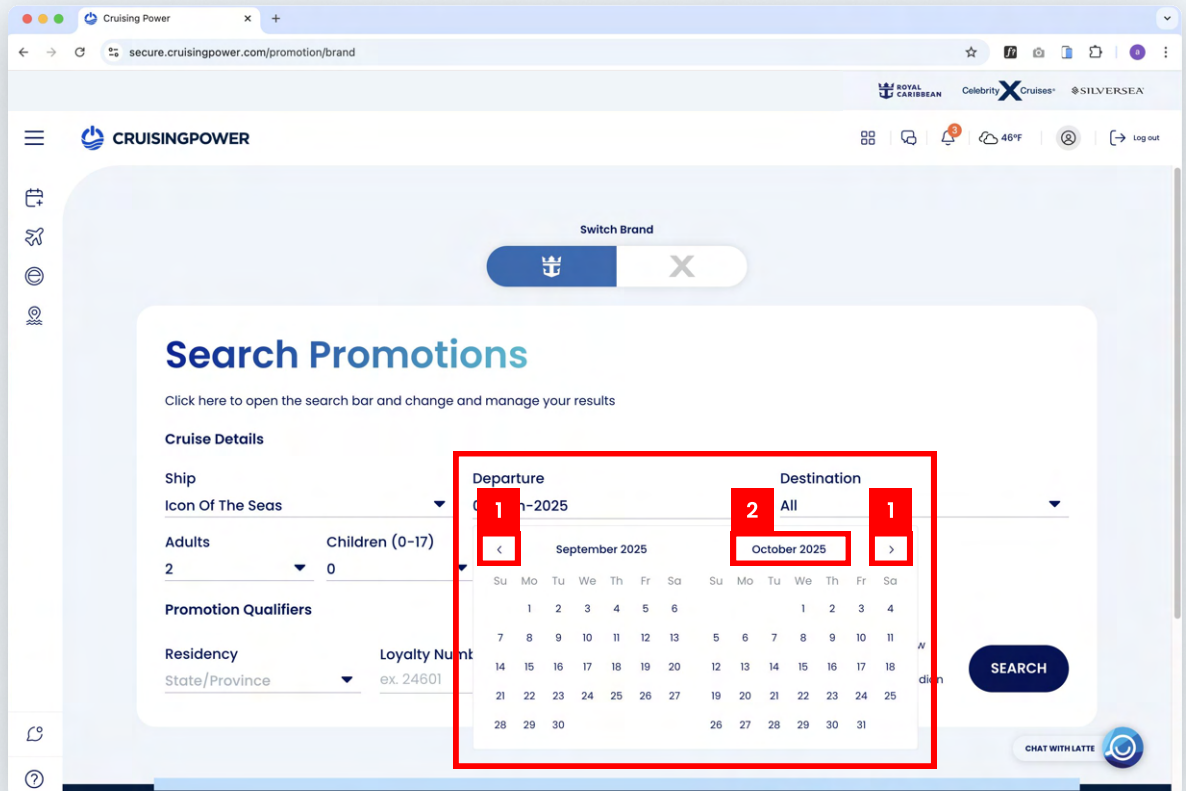 Cruising Power
secure.cruisingpower.com/promotion/brand
ROYAL
CARIBBEAN
Celebrity X Cruises
SILVERSEA
CRUISINGPOWER
3
46°F
Log out
Switch Brand
X
Search Promotions
Click here to open the search bar and change and manage your results
Cruise Details
Ship
Icon Of The Seas
Departure
-2025
Destination
All
1
2
1
Adults
2
Children (0-17)
0
September 2025
October 2025
Su Mo Tu We Th Fr Sa
1 2 3 4 5 6
7 8 9 10 11 12 13
14 15 16 17 18 19 20
21 22 23 24 25 26 27
28 29 30
Su Mo Tu We Th Fr Sa
1 2 3 4
5 6 7 8 9 10 11
12 13 14 15 16 17 18
19 20 21 22 23 24 25
26 27 28 29 30 31
Promotion Qualifiers
Residency
State/Province
Loyalty Numb
ex. 24601
SEARCH
CHAT WITH LATTE